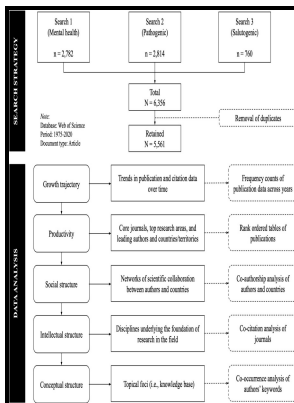 SEARCH STRATEGY
Search 1
(Mental health)
n = 2,782
Search 2
(Pathogenic)
n = 2,814
Search 3
(Salutogenic)
n = 760
Total
N = 6,356
Note:
Database: Web of Science
Period: 1975-2020
Document type: Article
Removal of duplicates
Retained
N = 5,561
DATA ANALYSIS
Growth trajectory
Trends in publication and citation data
over time
Frequency counts of
publication data across years
Productivity
Core journals, top research areas, and
leading authors and countries/territories
Rank ordered tables of
publications
Social structure
Networks of scientific collaboration
between authors and countries
Co-authorship analysis of
authors and countries
Intellectual structure
Disciplines underlying the foundation of
research in the field
Co-citation analysis of
journals
Conceptual structure
Topical foci (i.e., knowledge base)
Co-occurrence analysis of
authors' keywords